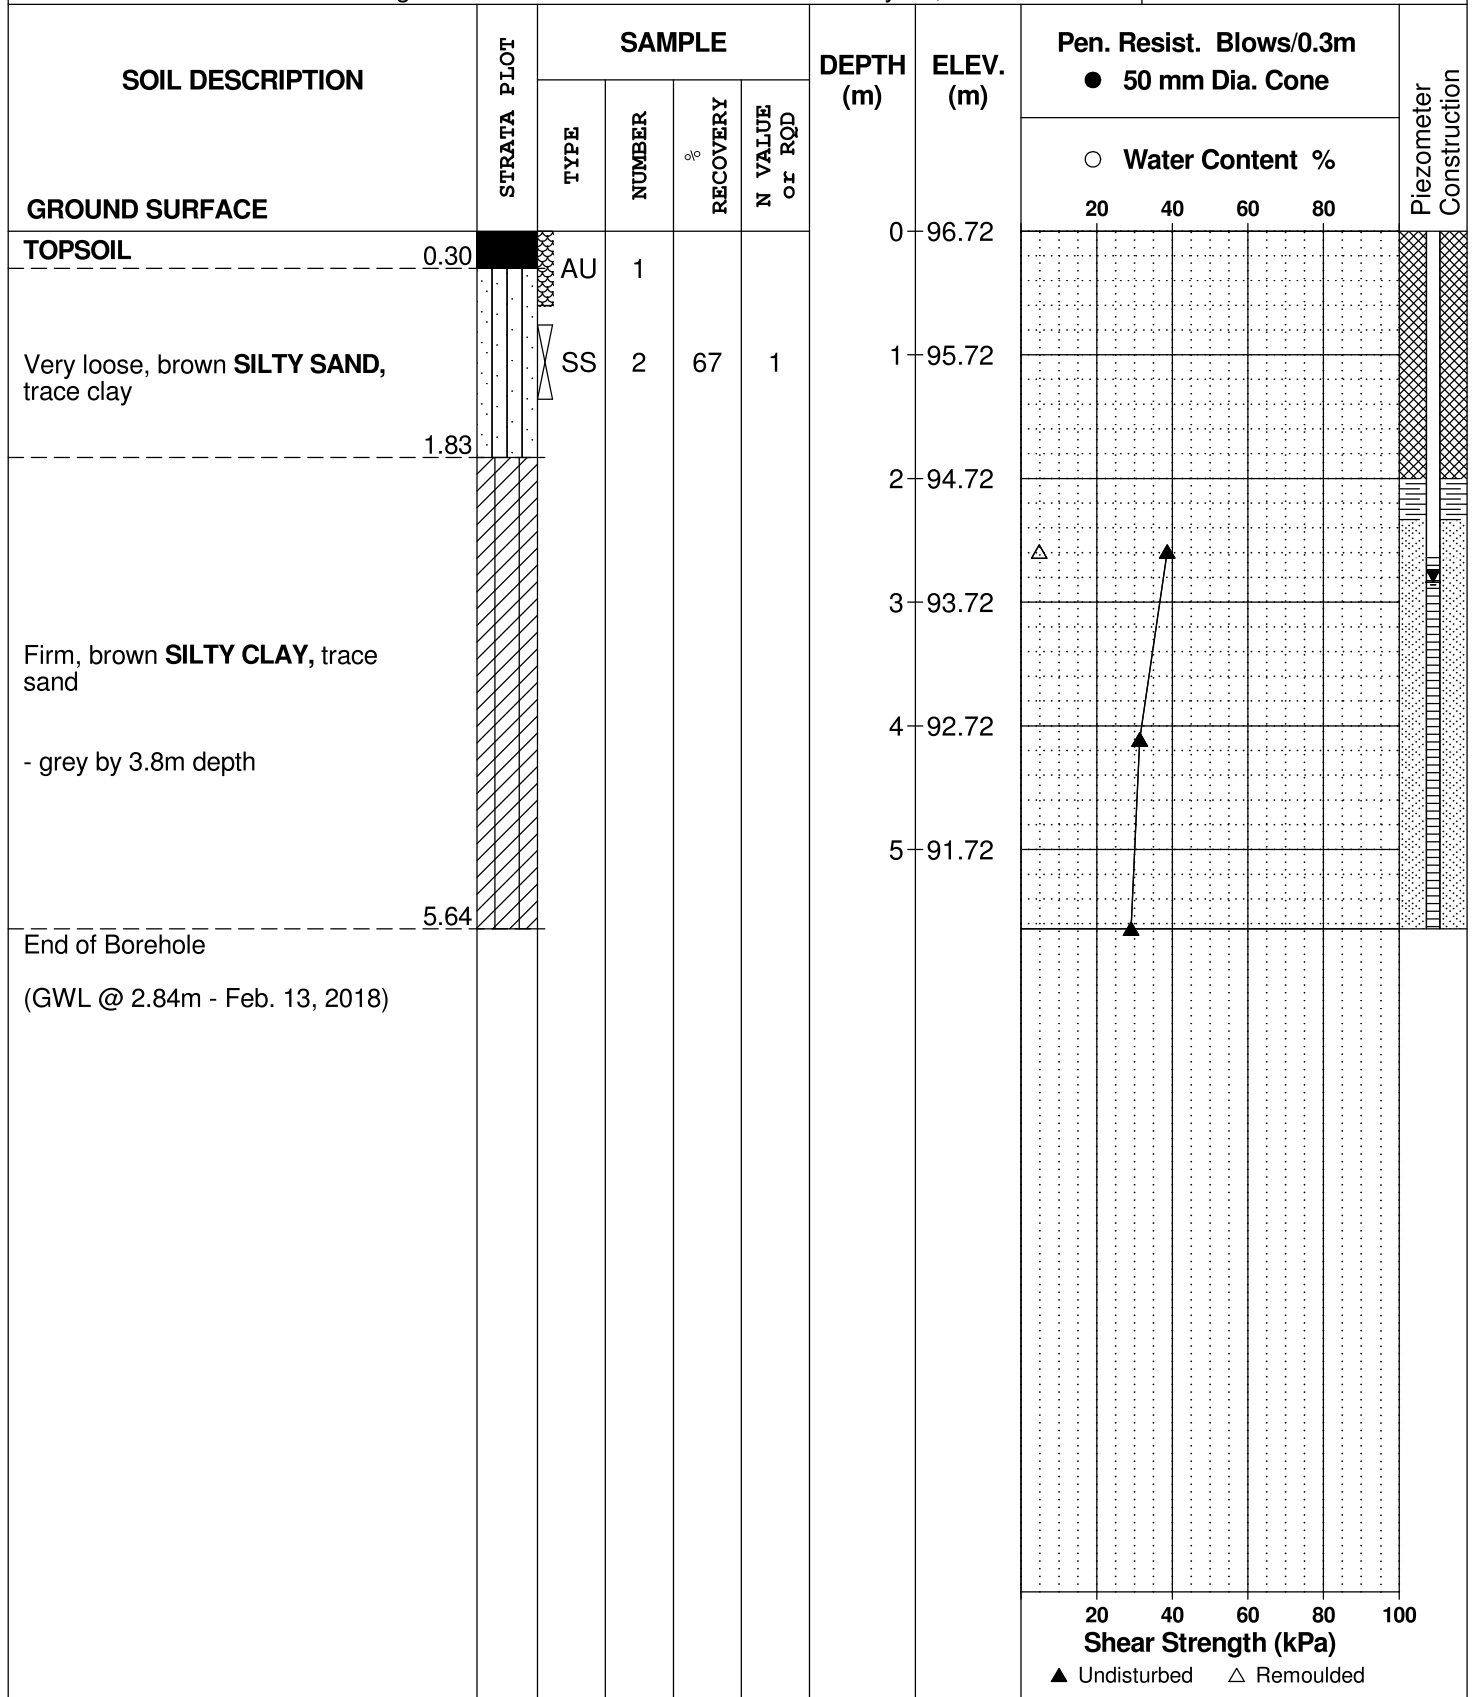 SOIL DESCRIPTION
GROUND SURFACE
STRATA PLOT
SAMPLE
TYPE
NUMBER
%
RECOVERY
N VALUE
or RQD
DEPTH
(m)
ELEV.
(m)
Pen. Resist. Blows/0.3m
● 50 mm Dia. Cone
○ Water Content %
20 40 60 80
Piezometer
Construction
TOPSOIL
0.30
AU 1
0 96.72
Very loose, brown SILTY SAND,
trace clay
SS 2 67 1
1 95.72
1.83
2 94.72
3 93.72
Firm, brown SILTY CLAY, trace
sand
4 92.72
- grey by 3.8m depth
5 91.72
5.64
End of Borehole
(GWL @ 2.84m - Feb. 13, 2018)
20 40 60 80 100
Shear Strength (kPa)
▲ Undisturbed △ Remoulded